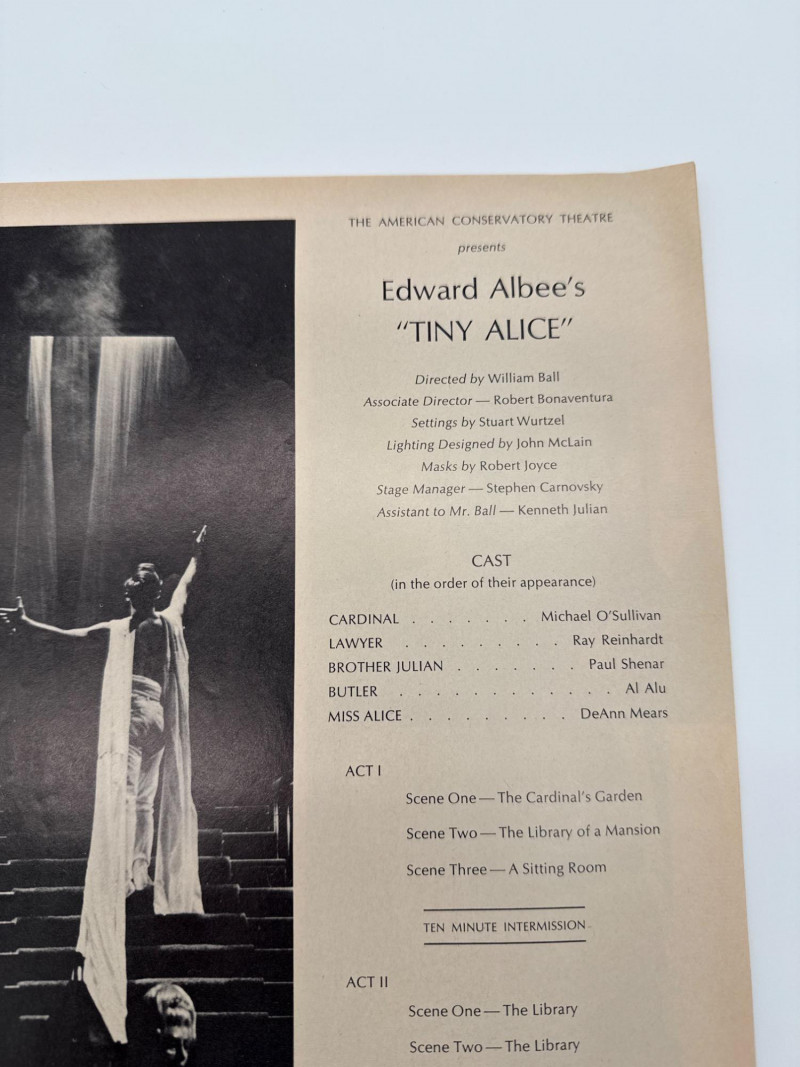 THE AMERICAN CONSERVATORY THEATRE
presents
Edward Albee's
"TINY ALICE"
Directed by William Ball
Associate Director — Robert Bonaventura
Settings by Stuart Wurtzel
Lighting Designed by John McLain
Masks by Robert Joyce
Stage Manager — Stephen Carnovsky
Assistant to Mr. Ball — Kenneth Julian
CAST
(in the order of their appearance)
CARDINAL . . . . . . . Michael O'Sullivan
LAWYER . . . . . . . . . Ray Reinhardt
BROTHER JULIAN . . . . . . . Paul Shenar
BUTLER . . . . . . . . . . . . Al Alu
MISS ALICE . . . . . . . . . DeAnn Mears
ACT I
Scene One — The Cardinal's Garden
Scene Two — The Library of a Mansion
Scene Three — A Sitting Room
TEN MINUTE INTERMISSION
ACT II
Scene One — The Library
Scene Two — The Library